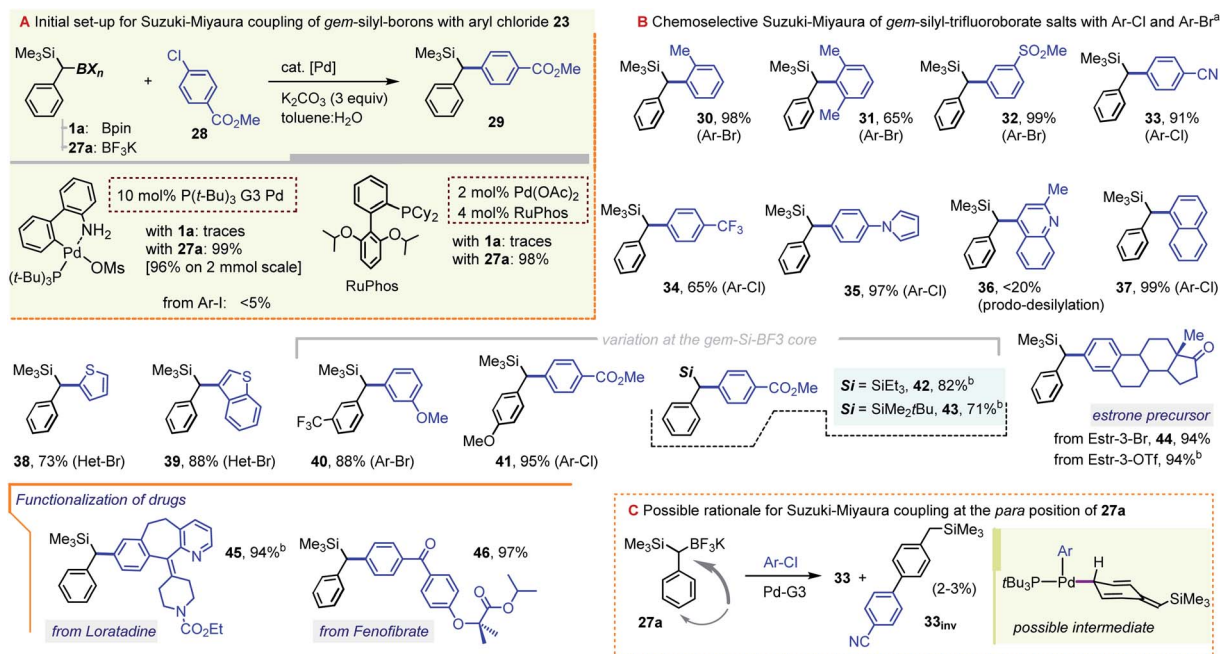 A Initial set-up for Suzuki-Miyaura coupling of gem-silyl-borons with aryl chloride 23
Me3Si
BXn
1a: Bpin
27a: BF3K
+
Cl
CO2Me
28
cat. [Pd]
K2CO3 (3 equiv)
toluene:H2O
Me3Si
CO2Me
29
10 mol% P(t-Bu)3 G3 Pd
NH2
Pd
OMs
(t-Bu)3P
with 1a: traces
with 27a: 99%
[96% on 2 mmol scale]
from Ar-I: <5%
PCy2
O
O
RuPhos
2 mol% Pd(OAc)2
4 mol% RuPhos
with 1a: traces
with 27a: 98%
B Chemoselective Suzuki-Miyaura of gem-silyl-trifluoroborate salts with Ar-Cl and Ar-Bra
Me3Si
Me
30, 98%
(Ar-Br)
Me3Si
Me
Me
31, 65%
(Ar-Br)
Me3Si
SO2Me
32, 99%
(Ar-Br)
Me3Si
CN
33, 91%
(Ar-Cl)
Me3Si
CF3
34, 65% (Ar-Cl)
Me3Si
N
35, 97% (Ar-Cl)
Me3Si
Me
N
36, <20%
(prodo-desilylation)
Me3Si
37, 99% (Ar-Cl)
Me3Si
S
38, 73% (Het-Br)
Me3Si
S
39, 88% (Het-Br)
variation at the gem-Si-BF3 core
Me3Si
F3C
OMe
40, 88% (Ar-Br)
Me3Si
CO2Me
MeO
41, 95% (Ar-Cl)
Si
CO2Me
Si = SiEt3, 42, 82%b
Si = SiMe2tBu, 43, 71%b
Me3Si
Me
O
estrone precursor
from Estr-3-Br, 44, 94%
from Estr-3-OTf, 94%b
Functionalization of drugs
Me3Si
N
N
CO2Et
45, 94%b
from Loratadine
Me3Si
O
O
O
O
46, 97%
from Fenofibrate
C Possible rationale for Suzuki-Miyaura coupling at the para position of 27a
Me3Si
BF3K
27a
Ar-Cl
Pd-G3
33 +
SiMe3
NC
(2-3%)
33inv
Ar
H
tBu3P
Pd
SiMe3
possible intermediate